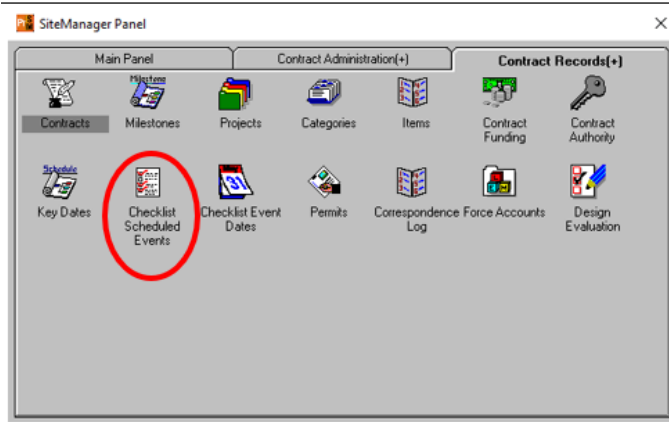 SiteManager Panel
Main Panel
Contract Administration(+)
Contract Records(+)
Milestone
Contracts
Milestones
Projects
Categories
Items
Contract
Funding
Contract
Authority
Schedule
31
Key Dates
Checklist
Scheduled
Events
Checklist Event
Dates
Permits
Correspondence
Log
Force Accounts
Design
Evaluation